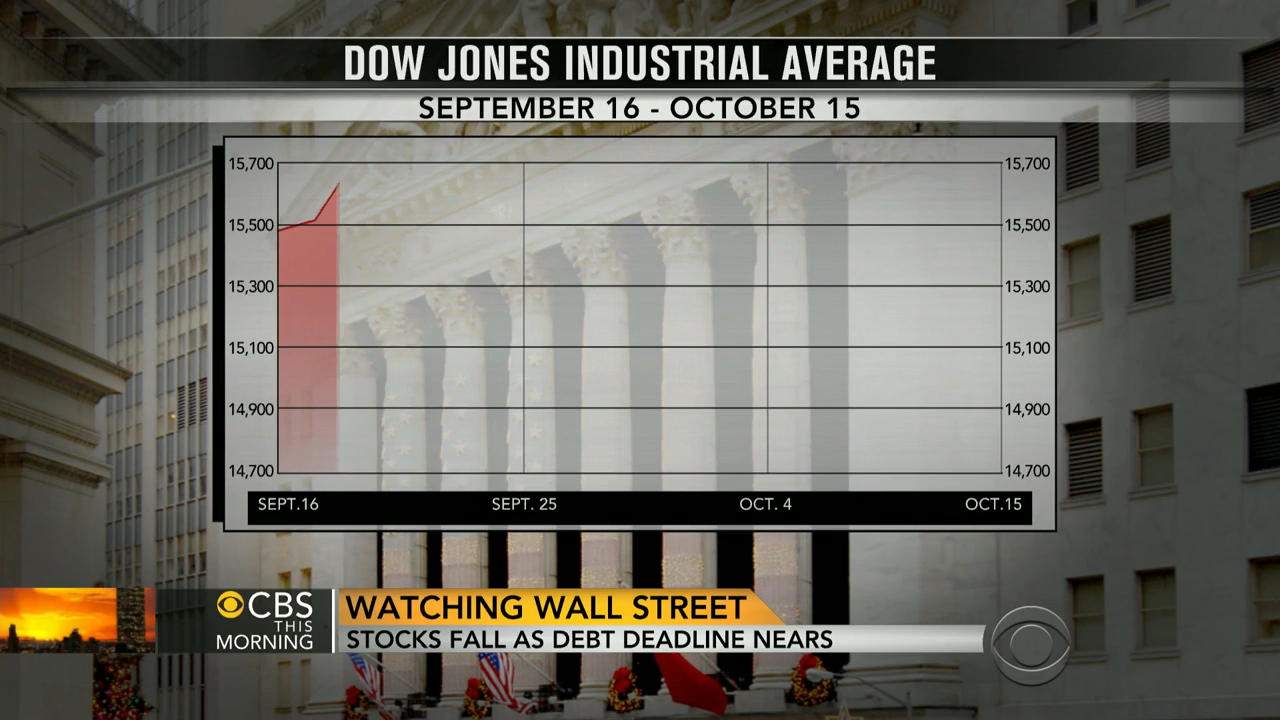 DOW JONES INDUSTRIAL AVERAGE
SEPTEMBER 16 - OCTOBER 15
15,700 15,700
15,500 15,500
15,300 15,300
15,100 15,100
14,900 14,900
14,700 14,700
SEPT.16 SEPT. 25 OCT. 4 OCT.15
CBS THIS MORNING
WATCHING WALL STREET
STOCKS FALL AS DEBT DEADLINE NEARS